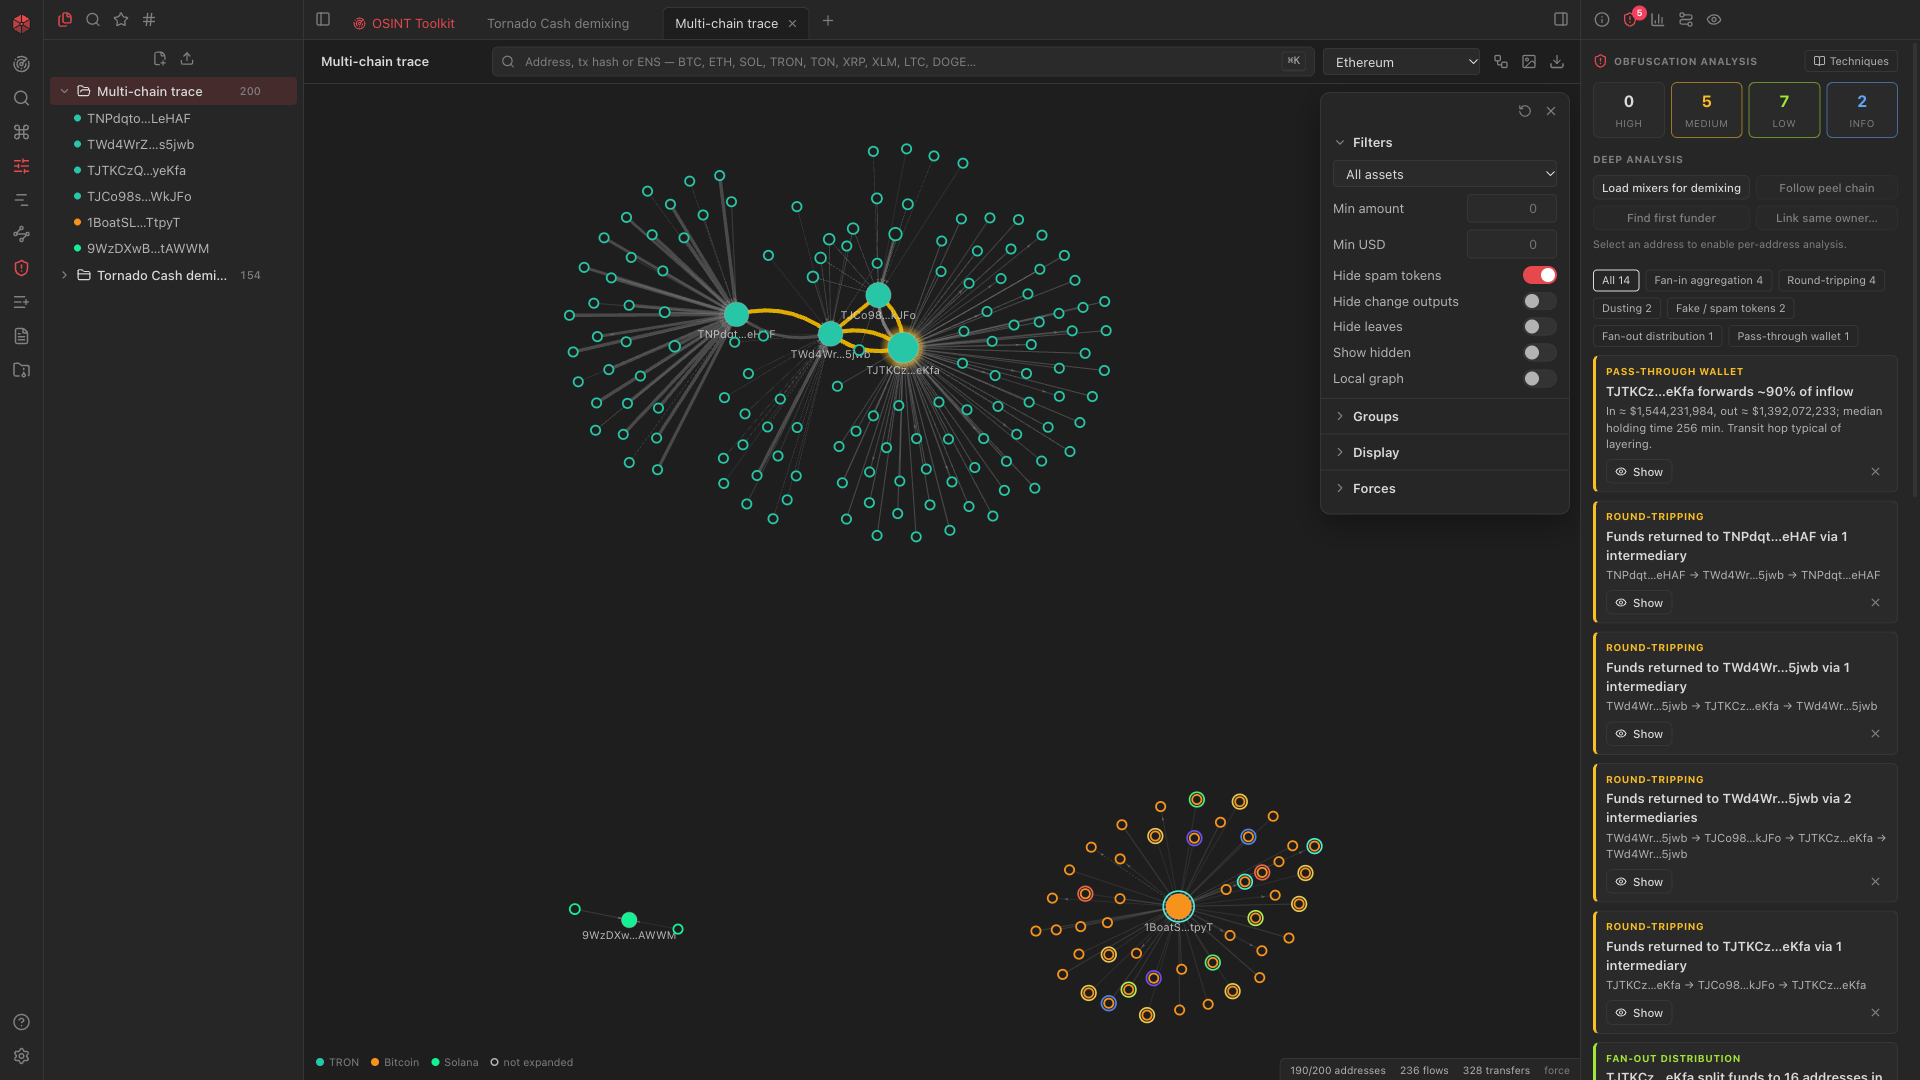 OSINT Toolkit
Tornado Cash demixing
Multi-chain trace
Multi-chain trace 200
TNPdqto...LeHAF
TWd4WrZ...s5jwb
TJTKCzQ...yeKfa
TJCo98s...WkJFo
1BoatSL...TtpyT
9WzDXwB...tAWWM
Tornado Cash demi... 154
Multi-chain trace
Address, tx hash or ENS — BTC, ETH, SOL, TRON, TON, XRP, XLM, LTC, DOGE...
⌘K
Ethereum
Filters
All assets
Min amount 0
Min USD 0
Hide spam tokens
Hide change outputs
Hide leaves
Show hidden
Local graph
Groups
Display
Forces
TJCo98...kJFo
TNPdqt...eHAF
TWd4Wr...5jwb
TJTKCz...eKfa
9WzDXw...AWWM
1BoatS...tpyT
TRON Bitcoin Solana not expanded
190/200 addresses 236 flows 328 transfers force
5
OBFUSCATION ANALYSIS
Techniques
0 5 7 2
HIGH MEDIUM LOW INFO
DEEP ANALYSIS
Load mixers for demixing Follow peel chain
Find first funder Link same owner...
Select an address to enable per-address analysis.
All 14 Fan-in aggregation 4 Round-tripping 4
Dusting 2 Fake / spam tokens 2
Fan-out distribution 1 Pass-through wallet 1
PASS-THROUGH WALLET
TJTKCz...eKfa forwards ~90% of inflow
In ≈ $1,544,231,984, out ≈ $1,392,072,233; median
holding time 256 min. Transit hop typical of
layering.
Show
ROUND-TRIPPING
Funds returned to TNPdqt...eHAF via 1
intermediary
TNPdqt...eHAF → TWd4Wr...5jwb → TNPdqt...eHAF
Show
ROUND-TRIPPING
Funds returned to TWd4Wr...5jwb via 1
intermediary
TWd4Wr...5jwb → TJTKCz...eKfa → TWd4Wr...5jwb
Show
ROUND-TRIPPING
Funds returned to TWd4Wr...5jwb via 2
intermediaries
TWd4Wr...5jwb → TJCo98...kJFo → TJTKCz...eKfa →
TWd4Wr...5jwb
Show
ROUND-TRIPPING
Funds returned to TJTKCz...eKfa via 1
intermediary
TJTKCz...eKfa → TJCo98...kJFo → TJTKCz...eKfa
Show
FAN-OUT DISTRIBUTION
TJTKCz...eKfa split funds to 16 addresses in